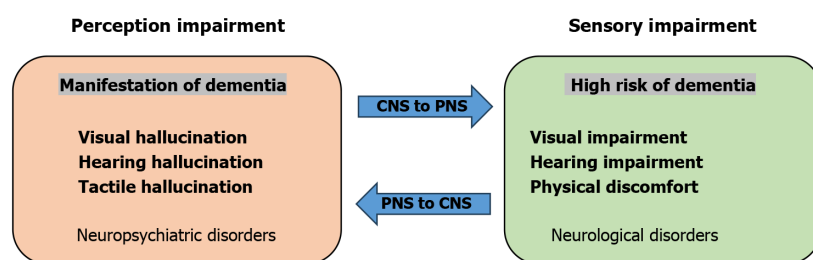 Perception impairment
Sensory impairment
Manifestation of dementia
Visual hallucination
Hearing hallucination
Tactile hallucination
Neuropsychiatric disorders
CNS to PNS
PNS to CNS
High risk of dementia
Visual impairment
Hearing impairment
Physical discomfort
Neurological disorders